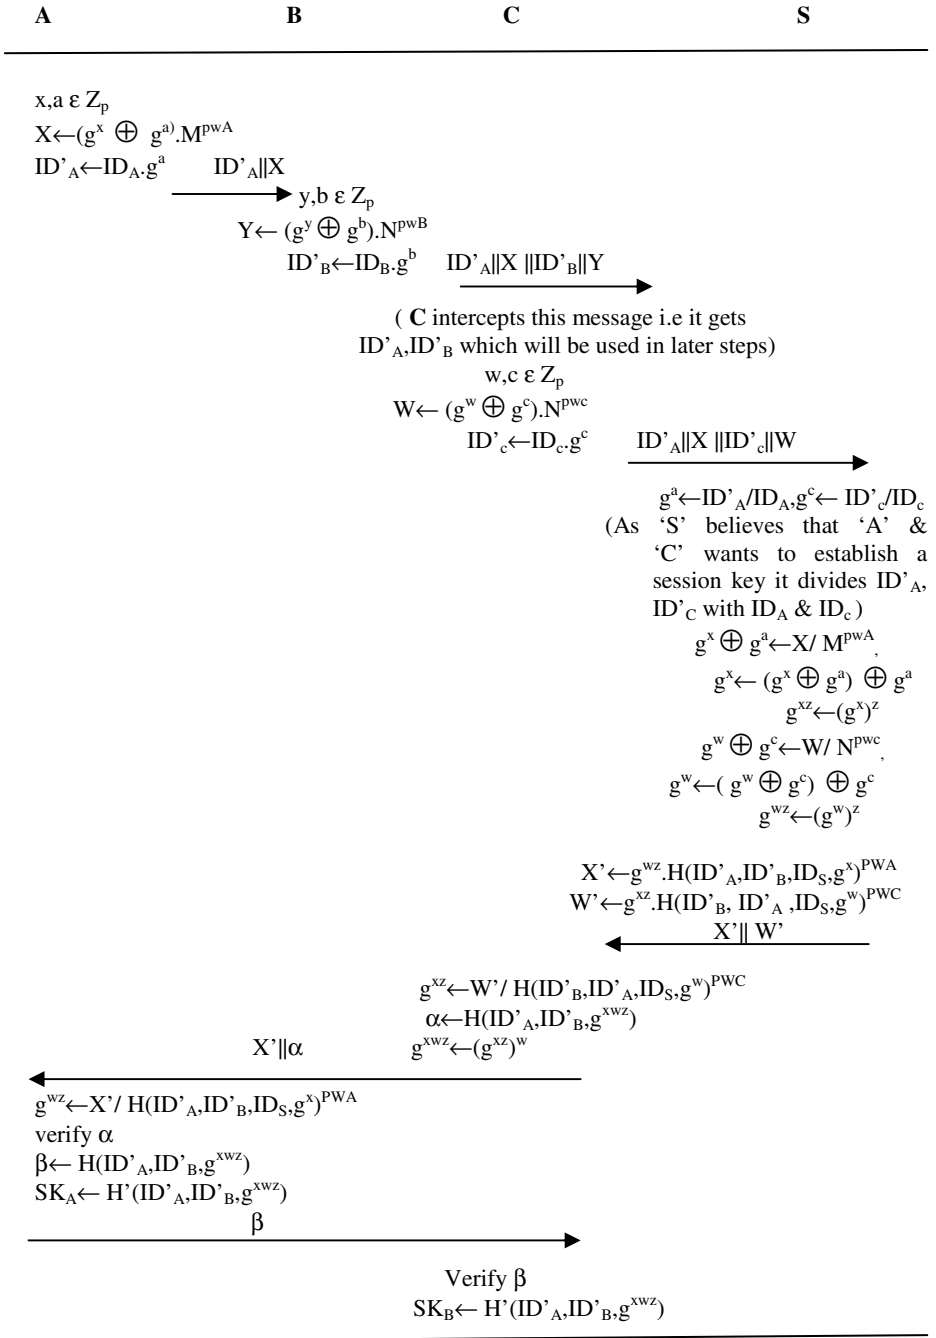 A B C S
x,a ε Zₚ
X←(gˣ ⊕ gᵃ⁾.M^pwA
ID’_A←ID_A.gᵃ ID’_A||X
y,b ε Zₚ
Y← (g^y ⊕ g^b).N^pwB
ID’_B←ID_B.g^b ID’_A||X ||ID’_B||Y
( C intercepts this message i.e it gets
ID’_A,ID’_B which will be used in later steps)
w,c ε Zₚ
W← (g^w ⊕ g^c).N^pwc
ID’_c←ID_c.g^c ID’_A||X ||ID’_c||W
g^a←ID’_A/ID_A,g^c← ID’_c/ID_c
(As ‘S’ believes that ‘A’ &
‘C’ wants to establish a
session key it divides ID’_A,
ID’_C with ID_A & ID_c)
g^x ⊕ g^a←X/ M^pwA,
g^x← (g^x ⊕ g^a) ⊕ g^a
g^xz←(g^x)^z
g^w ⊕ g^c←W/ N^pwc,
g^w←( g^w ⊕ g^c) ⊕ g^c
g^wz←(g^w)^z
X’←g^wz.H(ID’_A,ID’_B,ID_S,g^x)^PWA
W’←g^xz.H(ID’_B, ID’_A ,ID_S,g^w)^PWC
X’|| W’
g^xz←W’/ H(ID’_B,ID’_A,ID_S,g^w)^PWC
α←H(ID’_A,ID’_B,g^xwz)
X’||α g^xwz←(g^xz)^w
g^wz←X’/ H(ID’_A,ID’_B,ID_S,g^x)^PWA
verify α
β← H(ID’_A,ID’_B,g^xwz)
SK_A← H’(ID’_A,ID’_B,g^xwz)
β
Verify β
SK_B← H’(ID’_A,ID’_B,g^xwz)